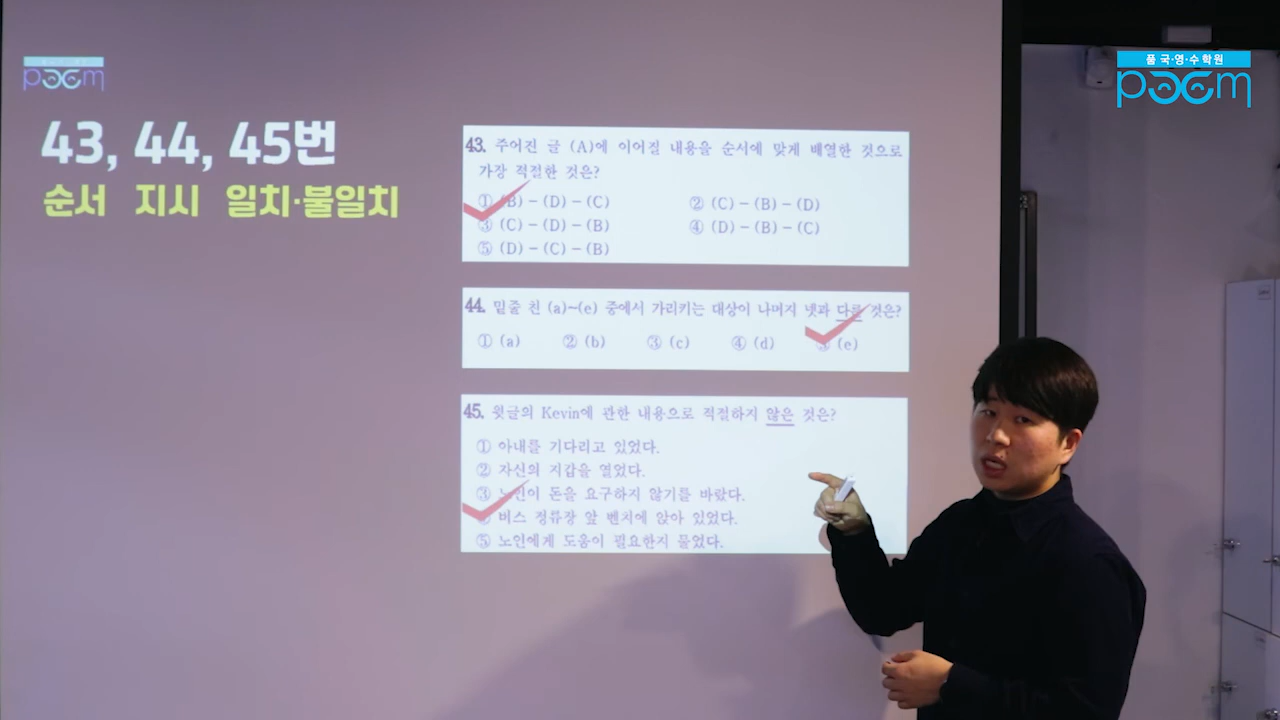 poem
품 국·영·수학원
poem
43, 44, 45번
순서 지시 일치·불일치
43. 주어진 글 (A)에 이어질 내용을 순서에 맞게 배열한 것으로
가장 적절한 것은?
① (B) - (D) - (C) ② (C) - (B) - (D)
③ (C) - (D) - (B) ④ (D) - (B) - (C)
⑤ (D) - (C) - (B)
44. 밑줄 친 (a)~(e) 중에서 가리키는 대상이 나머지 넷과 다른 것은?
① (a) ② (b) ③ (c) ④ (d) ⑤ (e)
45. 윗글의 Kevin에 관한 내용으로 적절하지 않은 것은?
① 아내를 기다리고 있었다.
② 자신의 지갑을 열었다.
③ 노인이 돈을 요구하지 않기를 바랐다.
④ 버스 정류장 앞 벤치에 앉아 있었다.
⑤ 노인에게 도움이 필요한지 물었다.